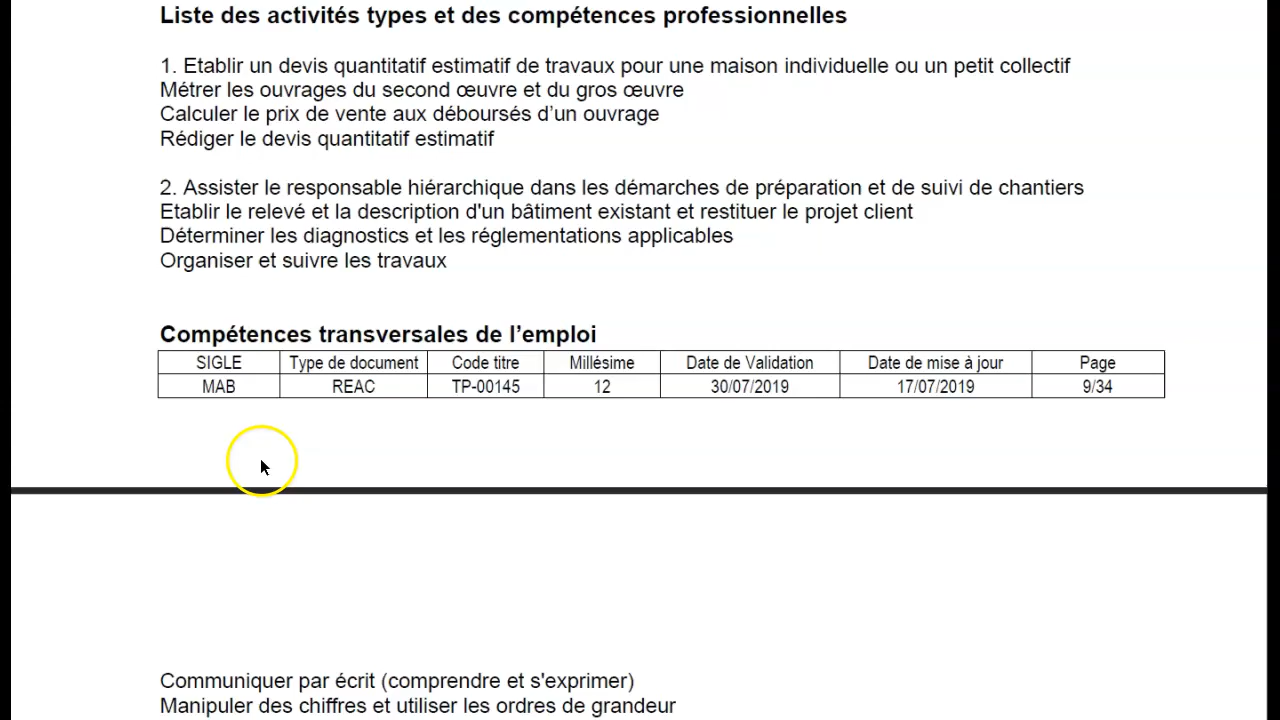 Liste des activités types et des compétences professionnelles
1. Etablir un devis quantitatif estimatif de travaux pour une maison individuelle ou un petit collectif
Métrer les ouvrages du second œuvre et du gros œuvre
Calculer le prix de vente aux déboursés d’un ouvrage
Rédiger le devis quantitatif estimatif
2. Assister le responsable hiérarchique dans les démarches de préparation et de suivi de chantiers
Etablir le relevé et la description d'un bâtiment existant et restituer le projet client
Déterminer les diagnostics et les réglementations applicables
Organiser et suivre les travaux
Compétences transversales de l’emploi
SIGLE Type de document Code titre Millésime Date de Validation Date de mise à jour Page
MAB REAC TP-00145 12 30/07/2019 17/07/2019 9/34
Communiquer par écrit (comprendre et s'exprimer)
Manipuler des chiffres et utiliser les ordres de grandeur